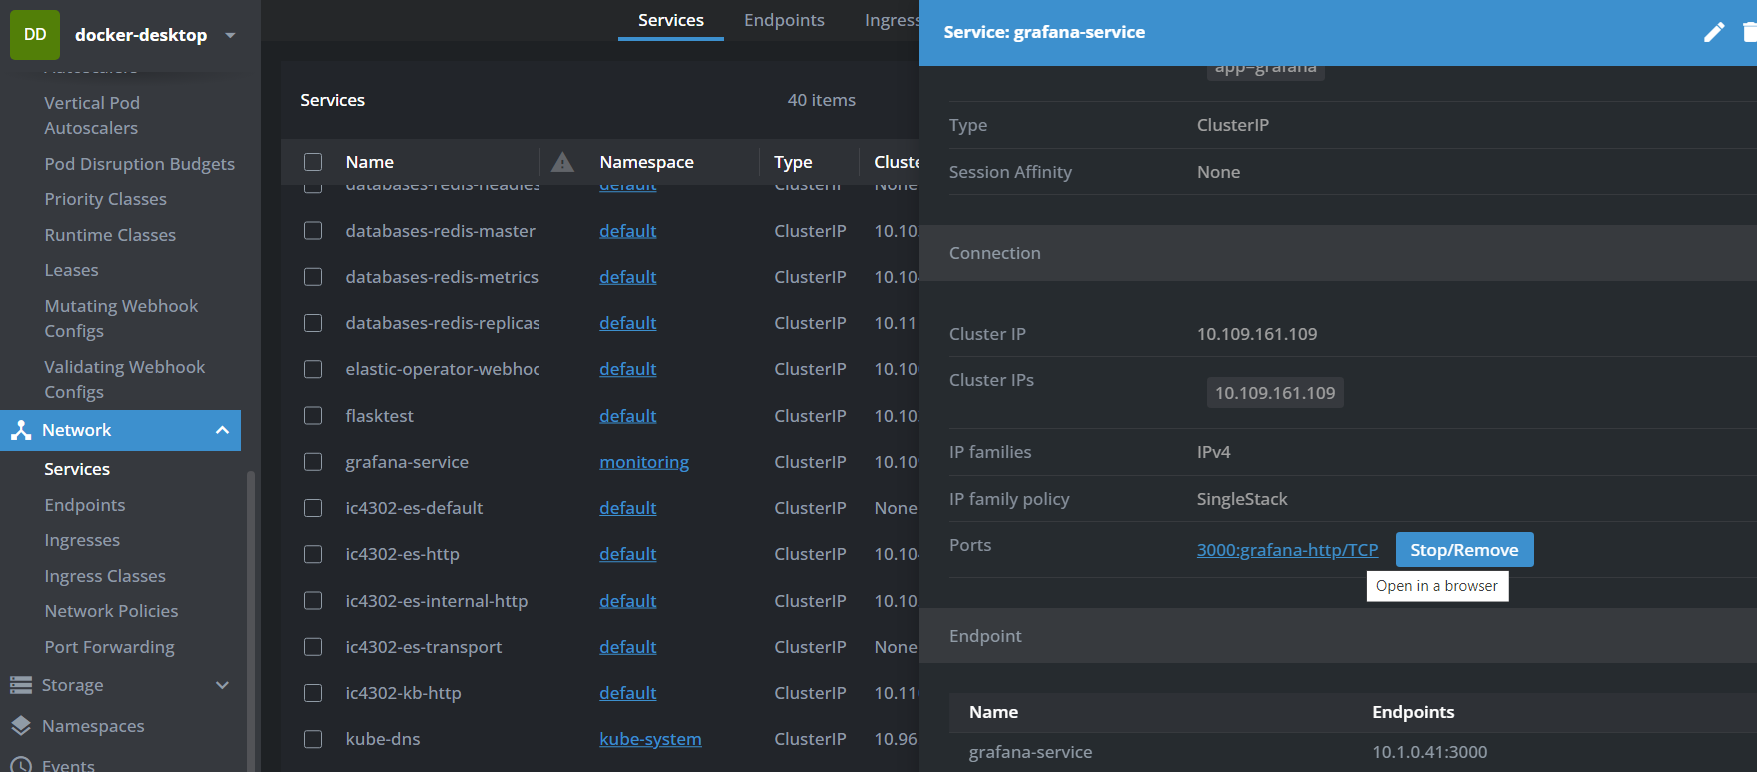 DD docker-desktop
Autoscalers
Vertical Pod
Autoscalers
Pod Disruption Budgets
Priority Classes
Runtime Classes
Leases
Mutating Webhook
Configs
Validating Webhook
Configs
Network
Services
Endpoints
Ingresses
Ingress Classes
Network Policies
Port Forwarding
Storage
Namespaces
Events
Services Endpoints Ingress
Services 40 items
Name Namespace Type Cluste
databases-redis-headles default ClusterIP None
databases-redis-master default ClusterIP 10.10
databases-redis-metrics default ClusterIP 10.10
databases-redis-replicas default ClusterIP 10.11
elastic-operator-webhoo default ClusterIP 10.10
flasktest default ClusterIP 10.10
grafana-service monitoring ClusterIP 10.10
ic4302-es-default default ClusterIP None
ic4302-es-http default ClusterIP 10.10
ic4302-es-internal-http default ClusterIP 10.10
ic4302-es-transport default ClusterIP None
ic4302-kb-http default ClusterIP 10.11
kube-dns kube-system ClusterIP 10.96
Service: grafana-service
app=grafana
Type ClusterIP
Session Affinity None
Connection
Cluster IP 10.109.161.109
Cluster IPs 10.109.161.109
IP families IPv4
IP family policy SingleStack
Ports 3000:grafana-http/TCP Stop/Remove
Open in a browser
Endpoint
Name Endpoints
grafana-service 10.1.0.41:3000